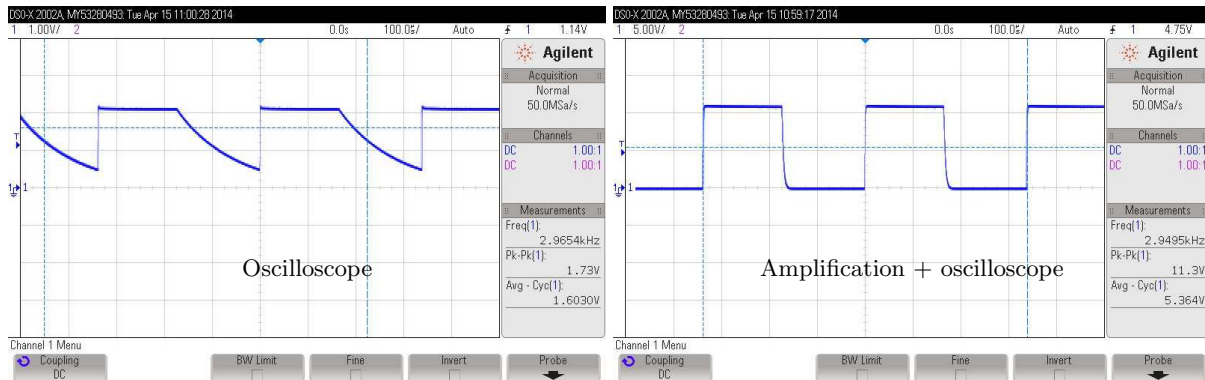 DSO-X 2002A, MY53280493: Tue Apr 15 11:00:28 2014
1 1.00V/ 2 0.0s 100.0s/ Auto 1 1.14V
Agilent
Acquisition
Normal
50.0MSa/s
Channels
DC 1.00:1
DC 1.00:1
Measurements
Freq(1):
2.9654kHz
Pk-Pk(1):
1.73V
Avg - Cyc(1):
1.6030V
T
1
Oscilloscope
Channel 1 Menu
Coupling
DC
BW Limit
Fine
Invert
Probe
DSO-X 2002A, MY53280493: Tue Apr 15 10:59:17 2014
1 5.00V/ 2 0.0s 100.0s/ Auto 1 4.75V
Agilent
Acquisition
Normal
50.0MSa/s
Channels
DC 1.00:1
DC 1.00:1
Measurements
Freq(1):
2.9495kHz
Pk-Pk(1):
11.3V
Avg - Cyc(1):
5.364V
T
1
Amplification + oscilloscope
Channel 1 Menu
Coupling
DC
BW Limit
Fine
Invert
Probe